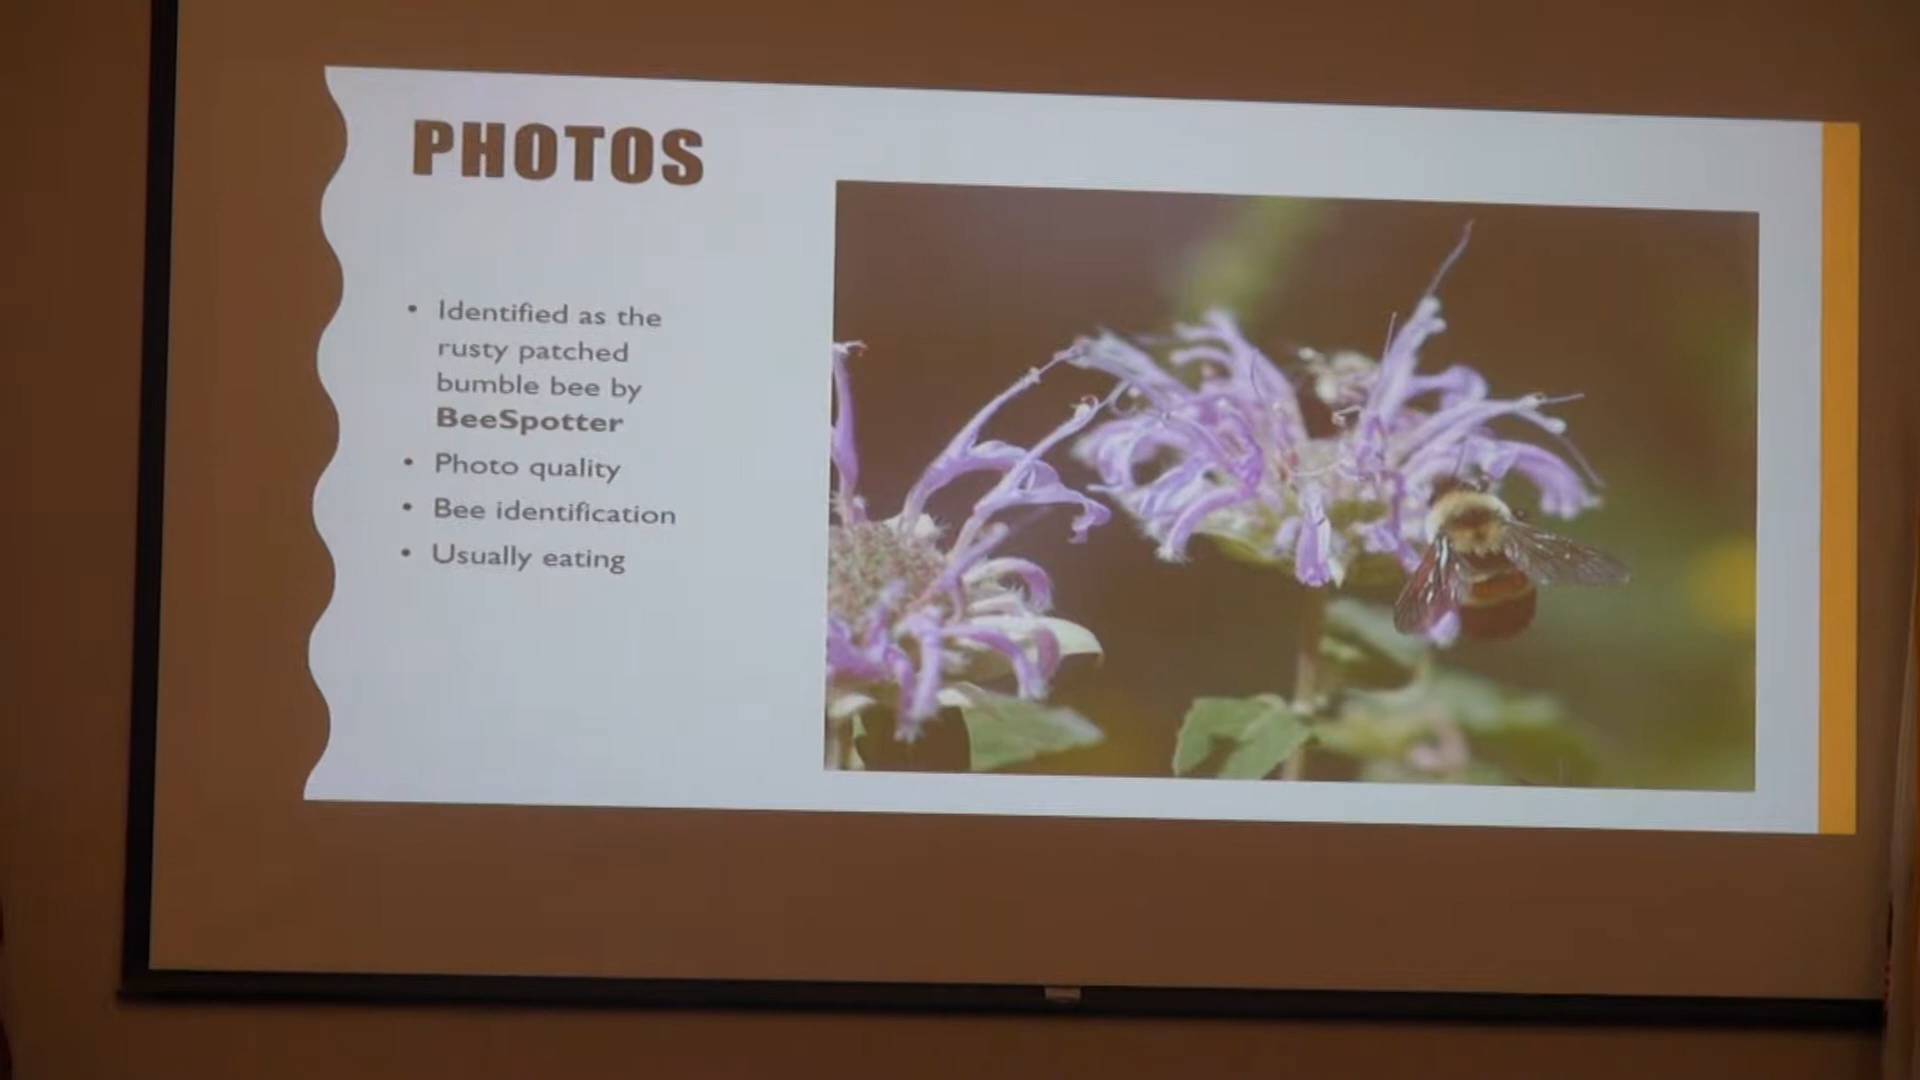 PHOTOS
• Identified as the
rusty patched
bumble bee by
BeeSpotter
• Photo quality
• Bee identification
• Usually eating